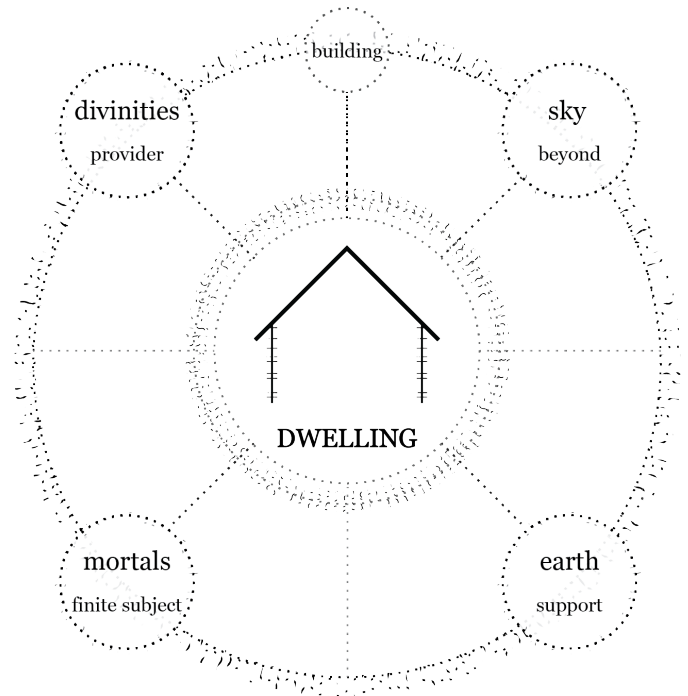 building
divinities
provider
sky
beyond
DWELLING
mortals
finite subject
earth
support